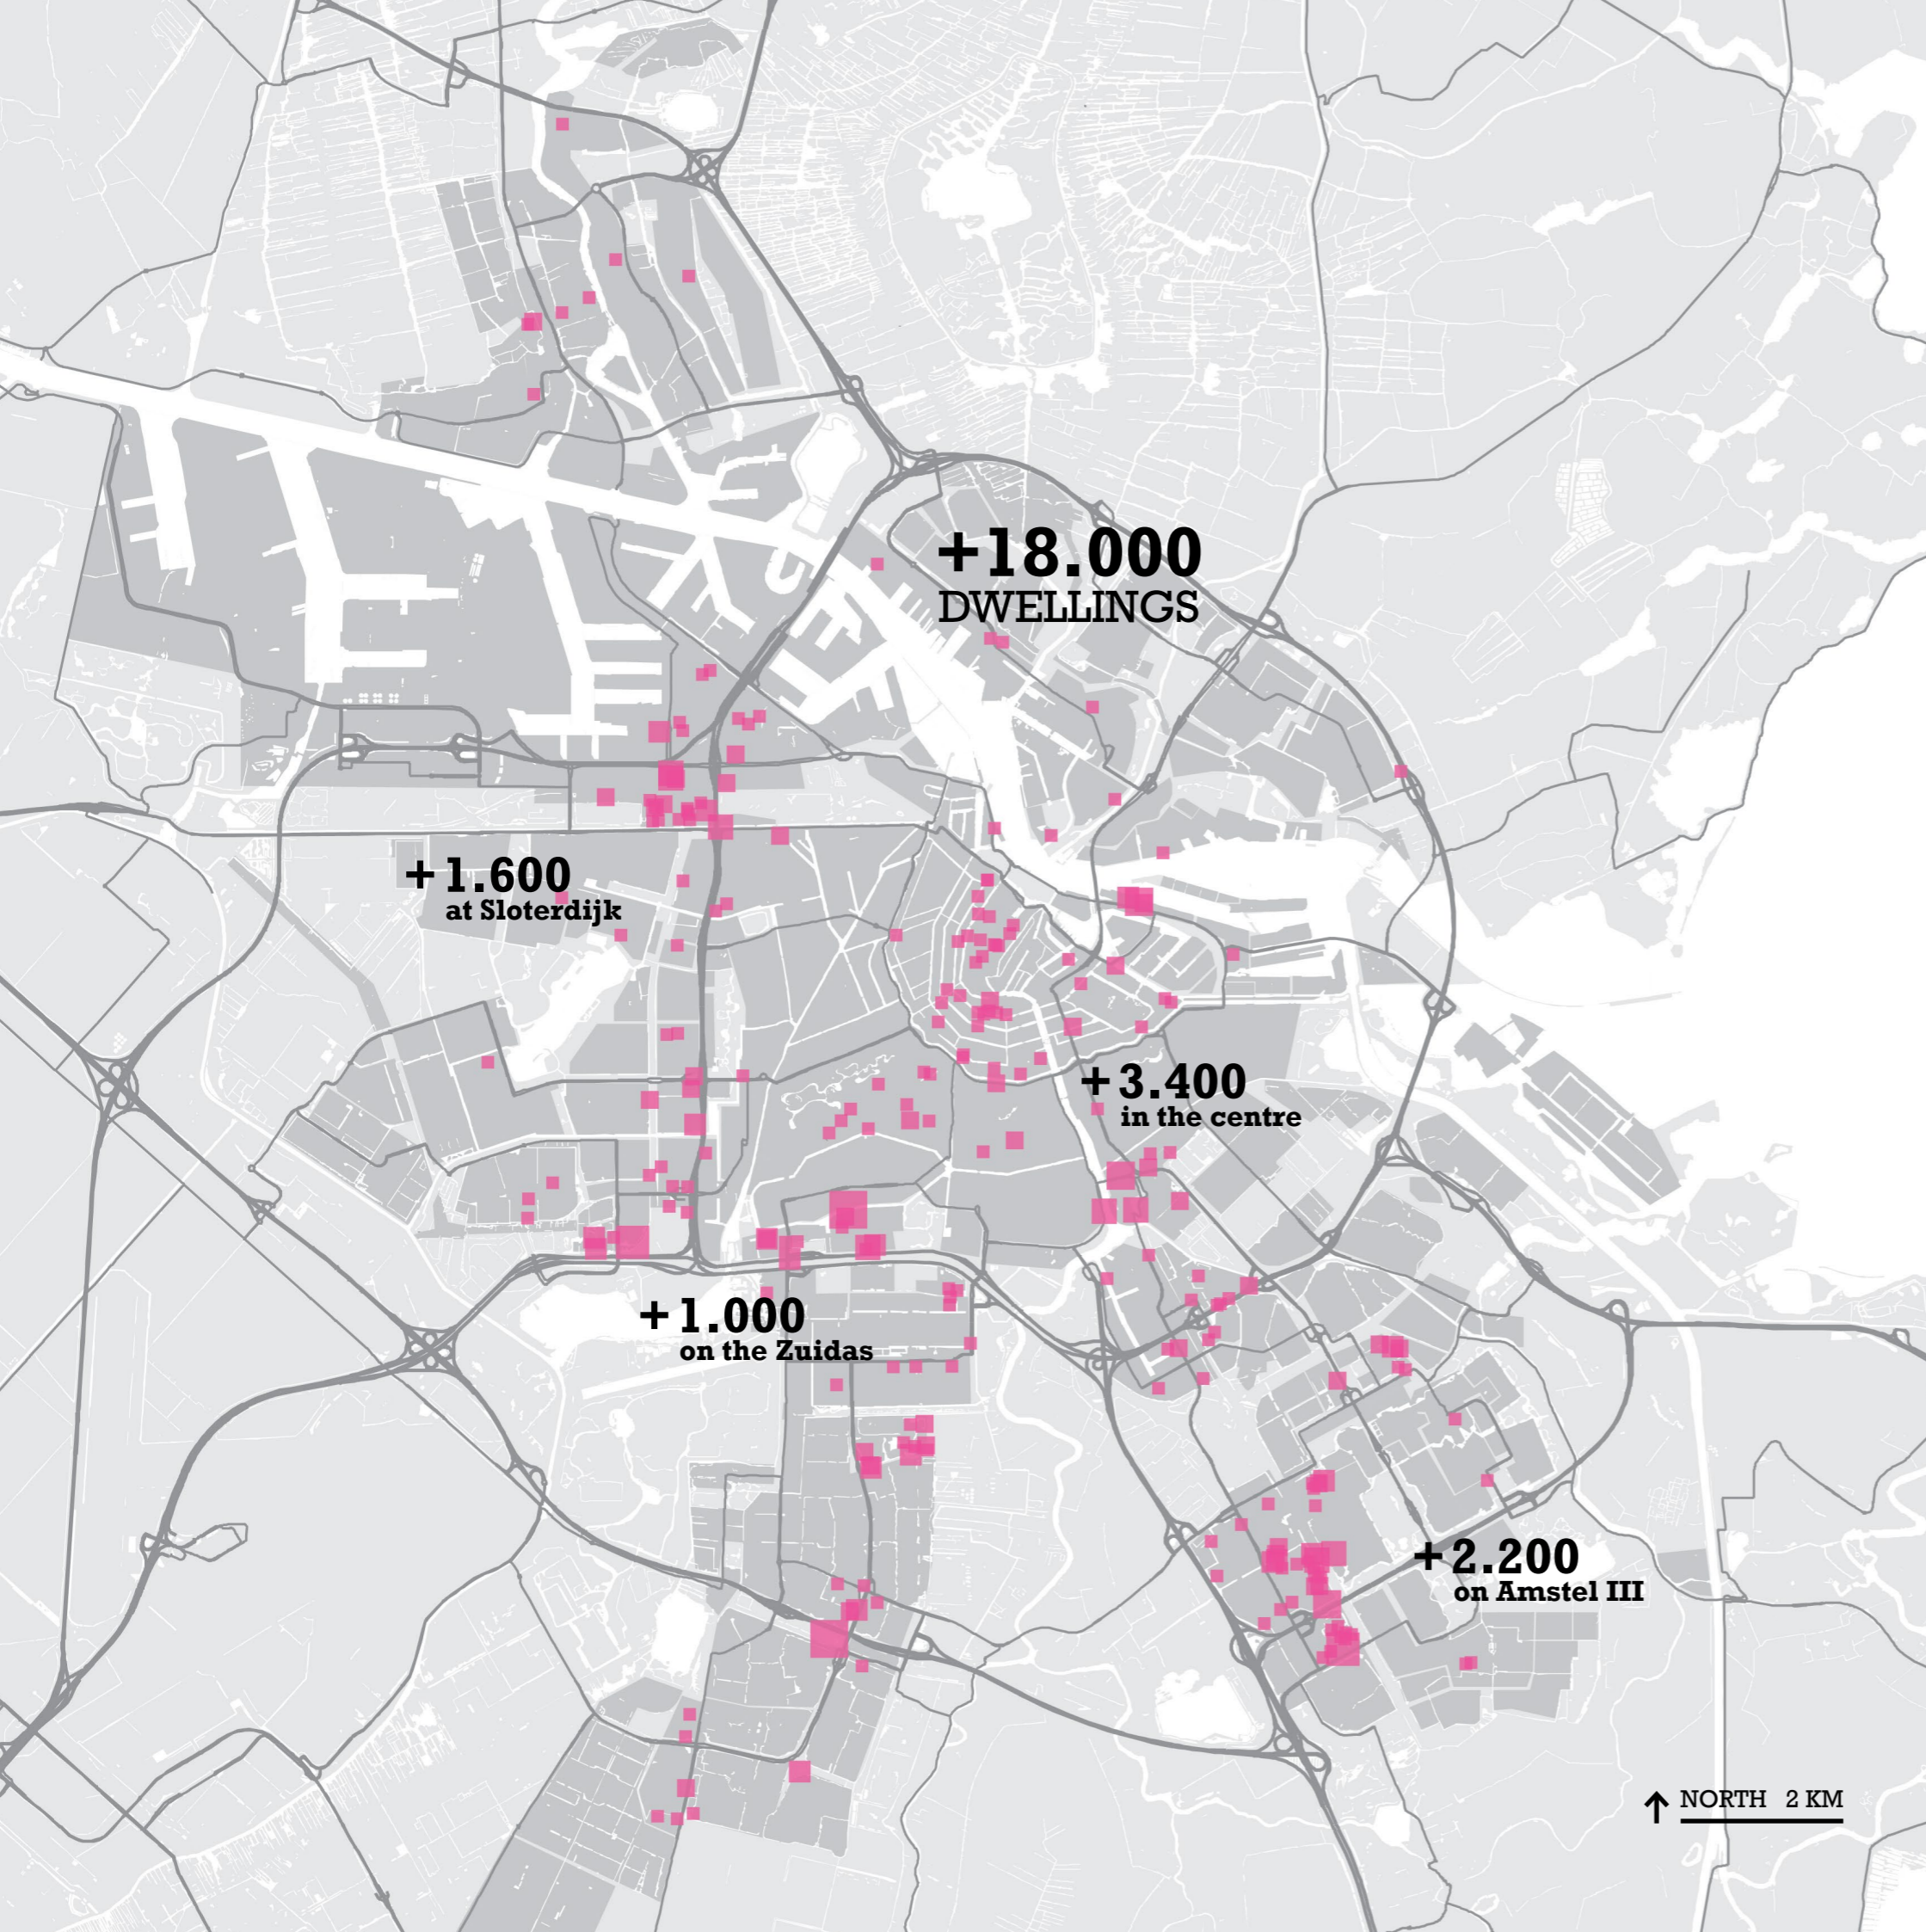 +18.000
DWELLINGS
+1.600
at Sloterdijk
+3.400
in the centre
+1.000
on the Zuidas
+2.200
on Amstel III
NORTH 2 KM